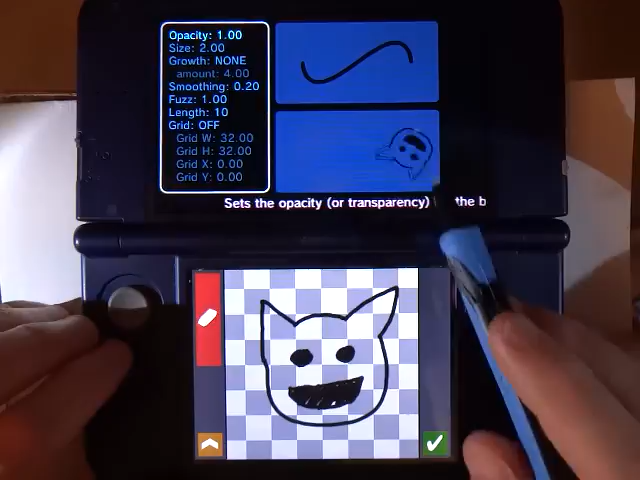 Opacity: 1.00
Size: 2.00
Growth: NONE
amount: 4.00
Smoothing: 0.20
Fuzz: 1.00
Length: 10
Grid: OFF
Grid W: 32.00
Grid H: 32.00
Grid X: 0.00
Grid Y: 0.00
Sets the opacity (or transparency) the b